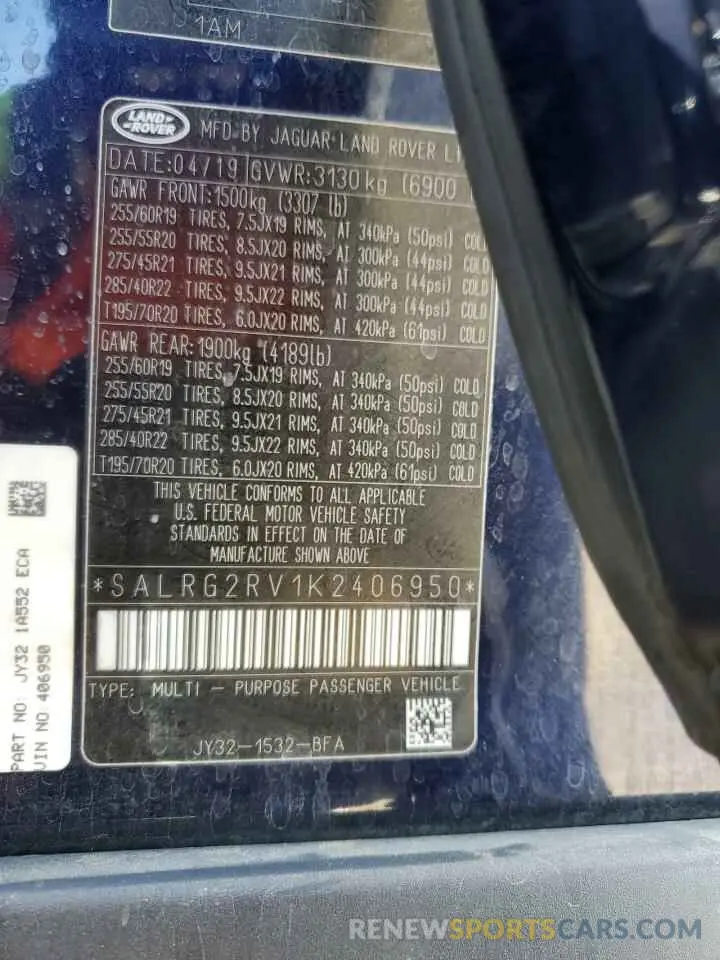 1AM
LAND ROVER
MFD BY JAGUAR LAND ROVER
DATE:04/19 GVWR:3130kg (6900
GAWR FRONT:1500kg (3307 lb)
255/60R19 TIRES, 7.5JX19 RIMS, AT 340kPa (50psi) COLD
255/55R20 TIRES, 8.5JX20 RIMS, AT 300kPa (44psi) COLD
275/45R21 TIRES, 9.5JX21 RIMS, AT 300kPa (44psi) COLD
285/40R22 TIRES, 9.5JX22 RIMS, AT 300kPa (44psi) COLD
T195/70R20 TIRES, 6.0JX20 RIMS, AT 420kPa (61psi) COLD
GAWR REAR:1900kg (4189lb)
255/60R19 TIRES, 7.5JX19 RIMS, AT 340kPa (50psi) COLD
255/55R20 TIRES, 8.5JX20 RIMS, AT 340kPa (50psi) COLD
275/45R21 TIRES, 9.5JX21 RIMS, AT 340kPa (50psi) COLD
285/40R22 TIRES, 9.5JX22 RIMS, AT 340kPa (50psi) COLD
T195/70R20 TIRES, 6.0JX20 RIMS, AT 420kPa (61psi) COLD
THIS VEHICLE CONFORMS TO ALL APPLICABLE
U.S. FEDERAL MOTOR VEHICLE SAFETY
STANDARDS IN EFFECT ON THE DATE OF
MANUFACTURE SHOWN ABOVE
*SALRG2RV1K2406950*
TYPE: MULTI - PURPOSE PASSENGER VEHICLE
JY32-1532-BFA
PART NO: JY32 1A552 ECA
VIN NO:406950
RENEWSPORTSCARS.COM